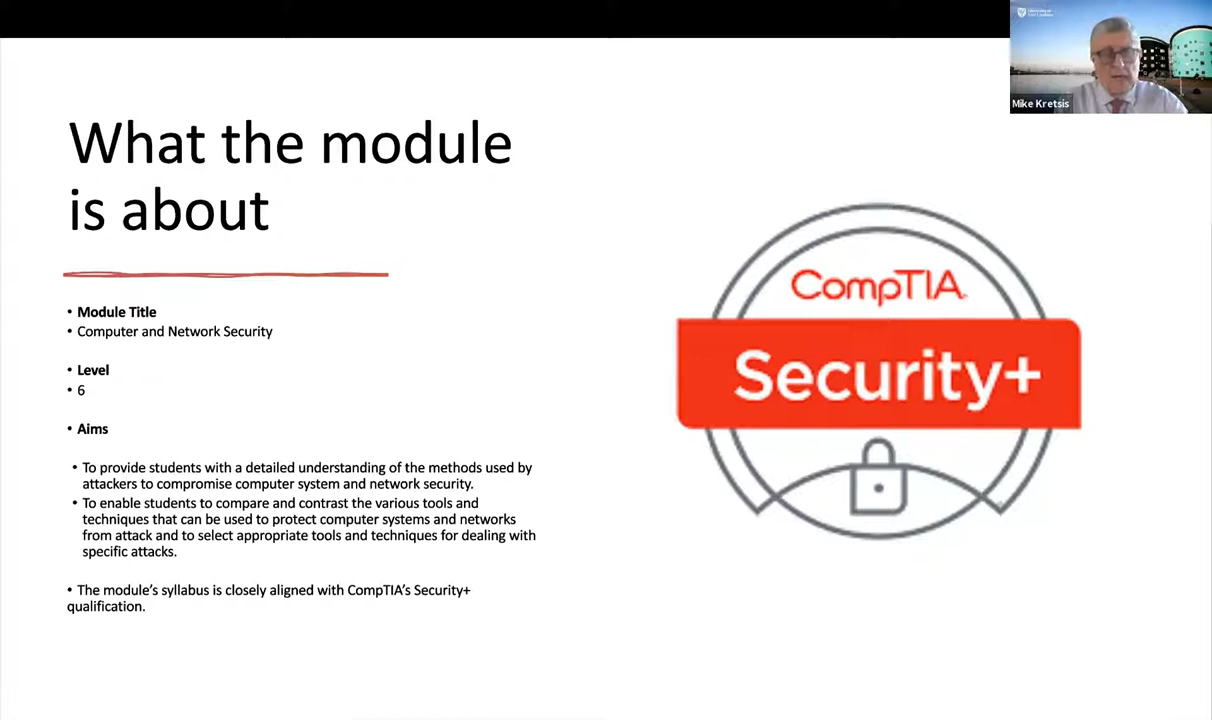 What the module
is about
• Module Title
• Computer and Network Security
• Level
• 6
• Aims
• To provide students with a detailed understanding of the methods used by
attackers to compromise computer system and network security.
• To enable students to compare and contrast the various tools and
techniques that can be used to protect computer systems and networks
from attack and to select appropriate tools and techniques for dealing with
specific attacks.
• The module's syllabus is closely aligned with CompTIA's Security+
qualification.
CompTIA.
Security+
Mike Kretsis